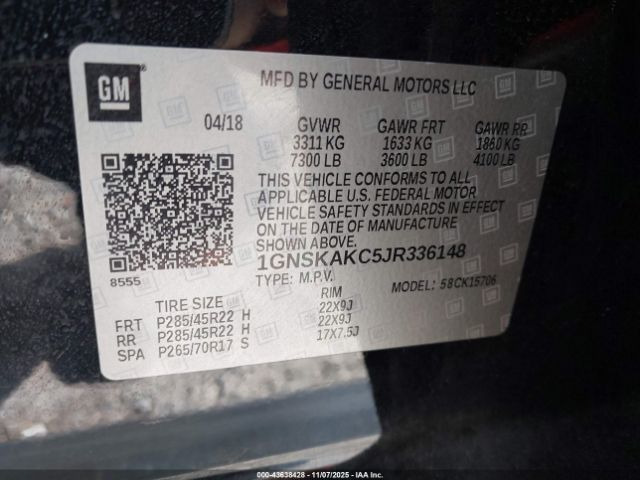 GM
MFD BY GENERAL MOTORS LLC
04/18 GVWR GAWR FRT GAWR RR
3311 KG 1633 KG 1860 KG
7300 LB 3600 LB 4100 LB
THIS VEHICLE CONFORMS TO ALL
APPLICABLE U.S. FEDERAL MOTOR
VEHICLE SAFETY STANDARDS IN EFFECT
ON THE DATE OF MANUFACTURE
SHOWN ABOVE.
1GNSKAKC5JR336148
8555 TYPE: M.P.V. MODEL: 58CK15706
TIRE SIZE RIM
FRT P285/45R22 H 22X9J
RR P285/45R22 H 22X9J
SPA P265/70R17 S 17X7.5J
00-43638428 - 11/07/2025 - IAA Inc.